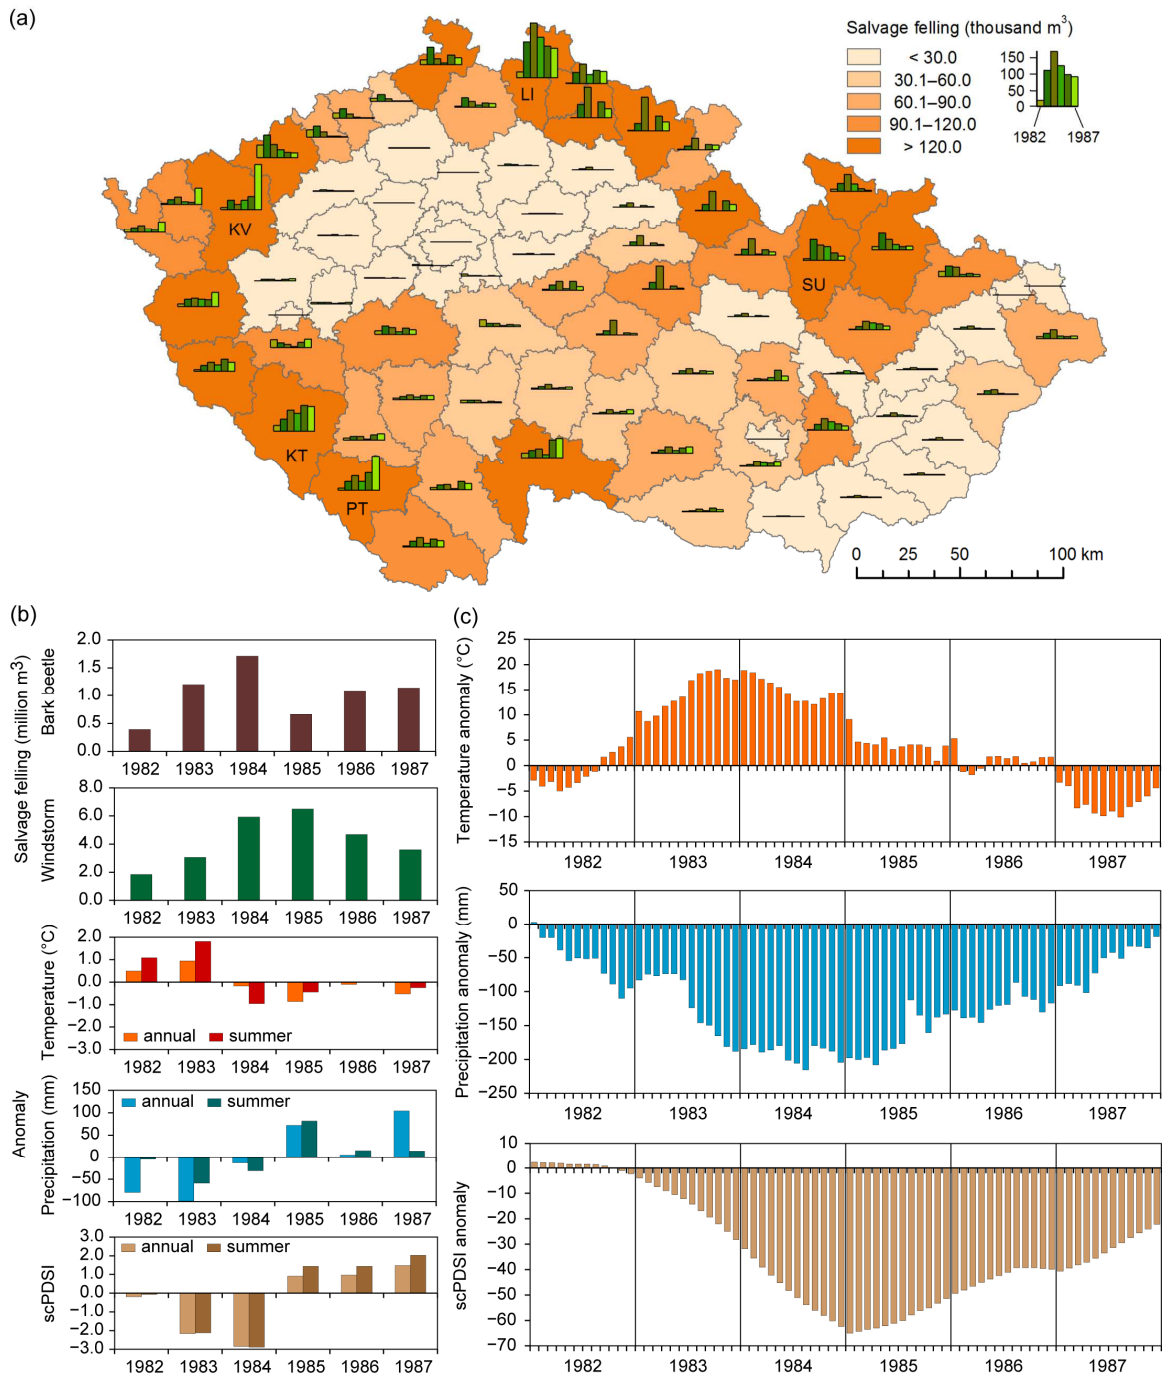 (a)
Salvage felling (thousand m³)
< 30.0
30.1–60.0
60.1–90.0
90.1–120.0
> 120.0
150
100
50
0
1982
1987
LI
KV
SU
KT
PT
0 25 50 100 km
(b)
Salvage felling (million m³)
Bark beetle
2.0
1.5
1.0
0.5
0.0
1982 1983 1984 1985 1986 1987
Windstorm
8.0
6.0
4.0
2.0
0.0
1982 1983 1984 1985 1986 1987
Anomaly
Temperature (°C)
2.0
1.0
0.0
−1.0
−2.0
−3.0
annual summer
1982 1983 1984 1985 1986 1987
Precipitation (mm)
150
100
50
0
−50
−100
annual summer
1982 1983 1984 1985 1986 1987
scPDSI
3.0
2.0
1.0
0.0
−1.0
−2.0
−3.0
annual summer
1982 1983 1984 1985 1986 1987
(c)
Temperature anomaly (°C)
25
20
15
10
5
0
−5
−10
−15
1982 1983 1984 1985 1986 1987
Precipitation anomaly (mm)
50
0
−50
−100
−150
−200
−250
1982 1983 1984 1985 1986 1987
scPDSI anomaly
10
0
−10
−20
−30
−40
−50
−60
−70
1982 1983 1984 1985 1986 1987